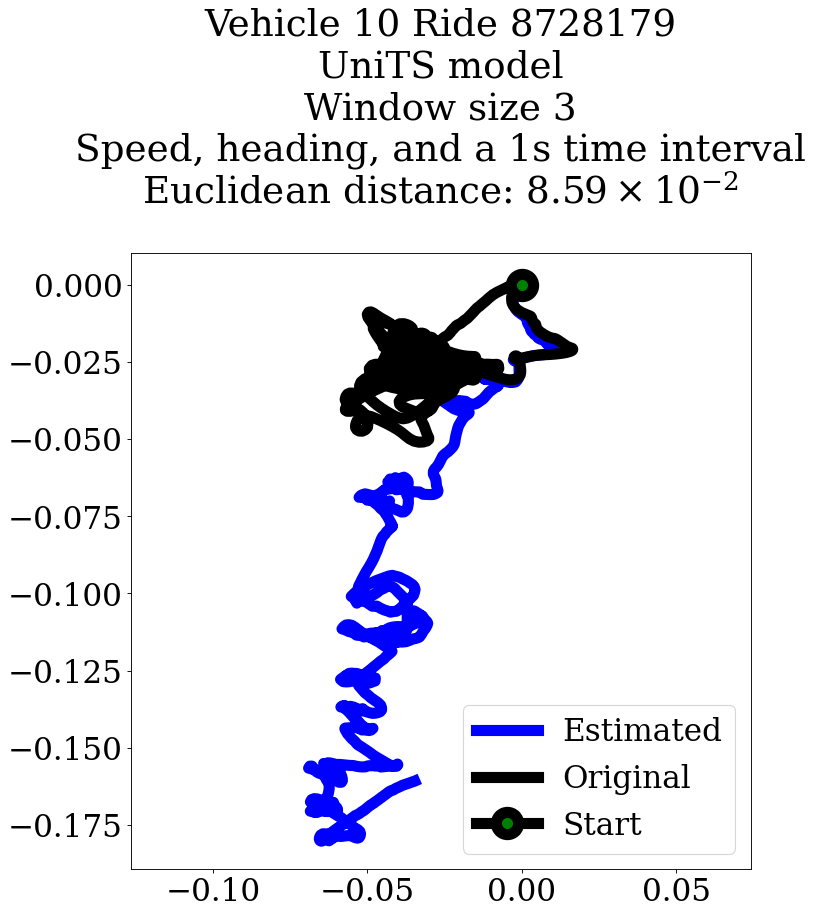 Vehicle 10 Ride 8728179
UniTS model
Window size 3
Speed, heading, and a 1s time interval
Euclidean distance: 8.59 × 10⁻²
0.000
−0.025
−0.050
−0.075
−0.100
−0.125
−0.150
−0.175
Estimated
Original
Start
−0.10 −0.05 0.00 0.05